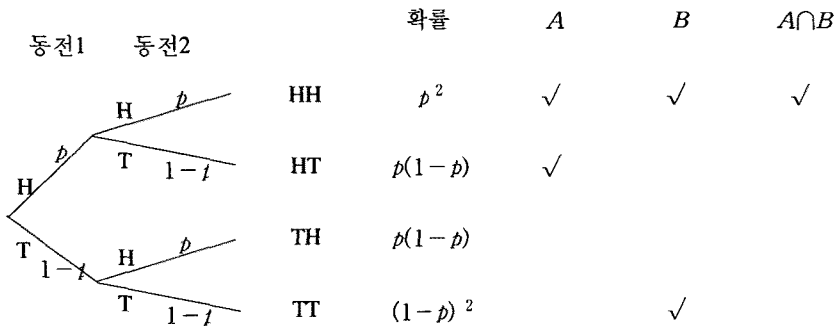 확률 A B A∩B
동전1 동전2
H p HH p² √ √ √
p T 1-t HT p(1-p) √
H
T 1-t H p TH p(1-p)
T 1-t TT (1-p)² √